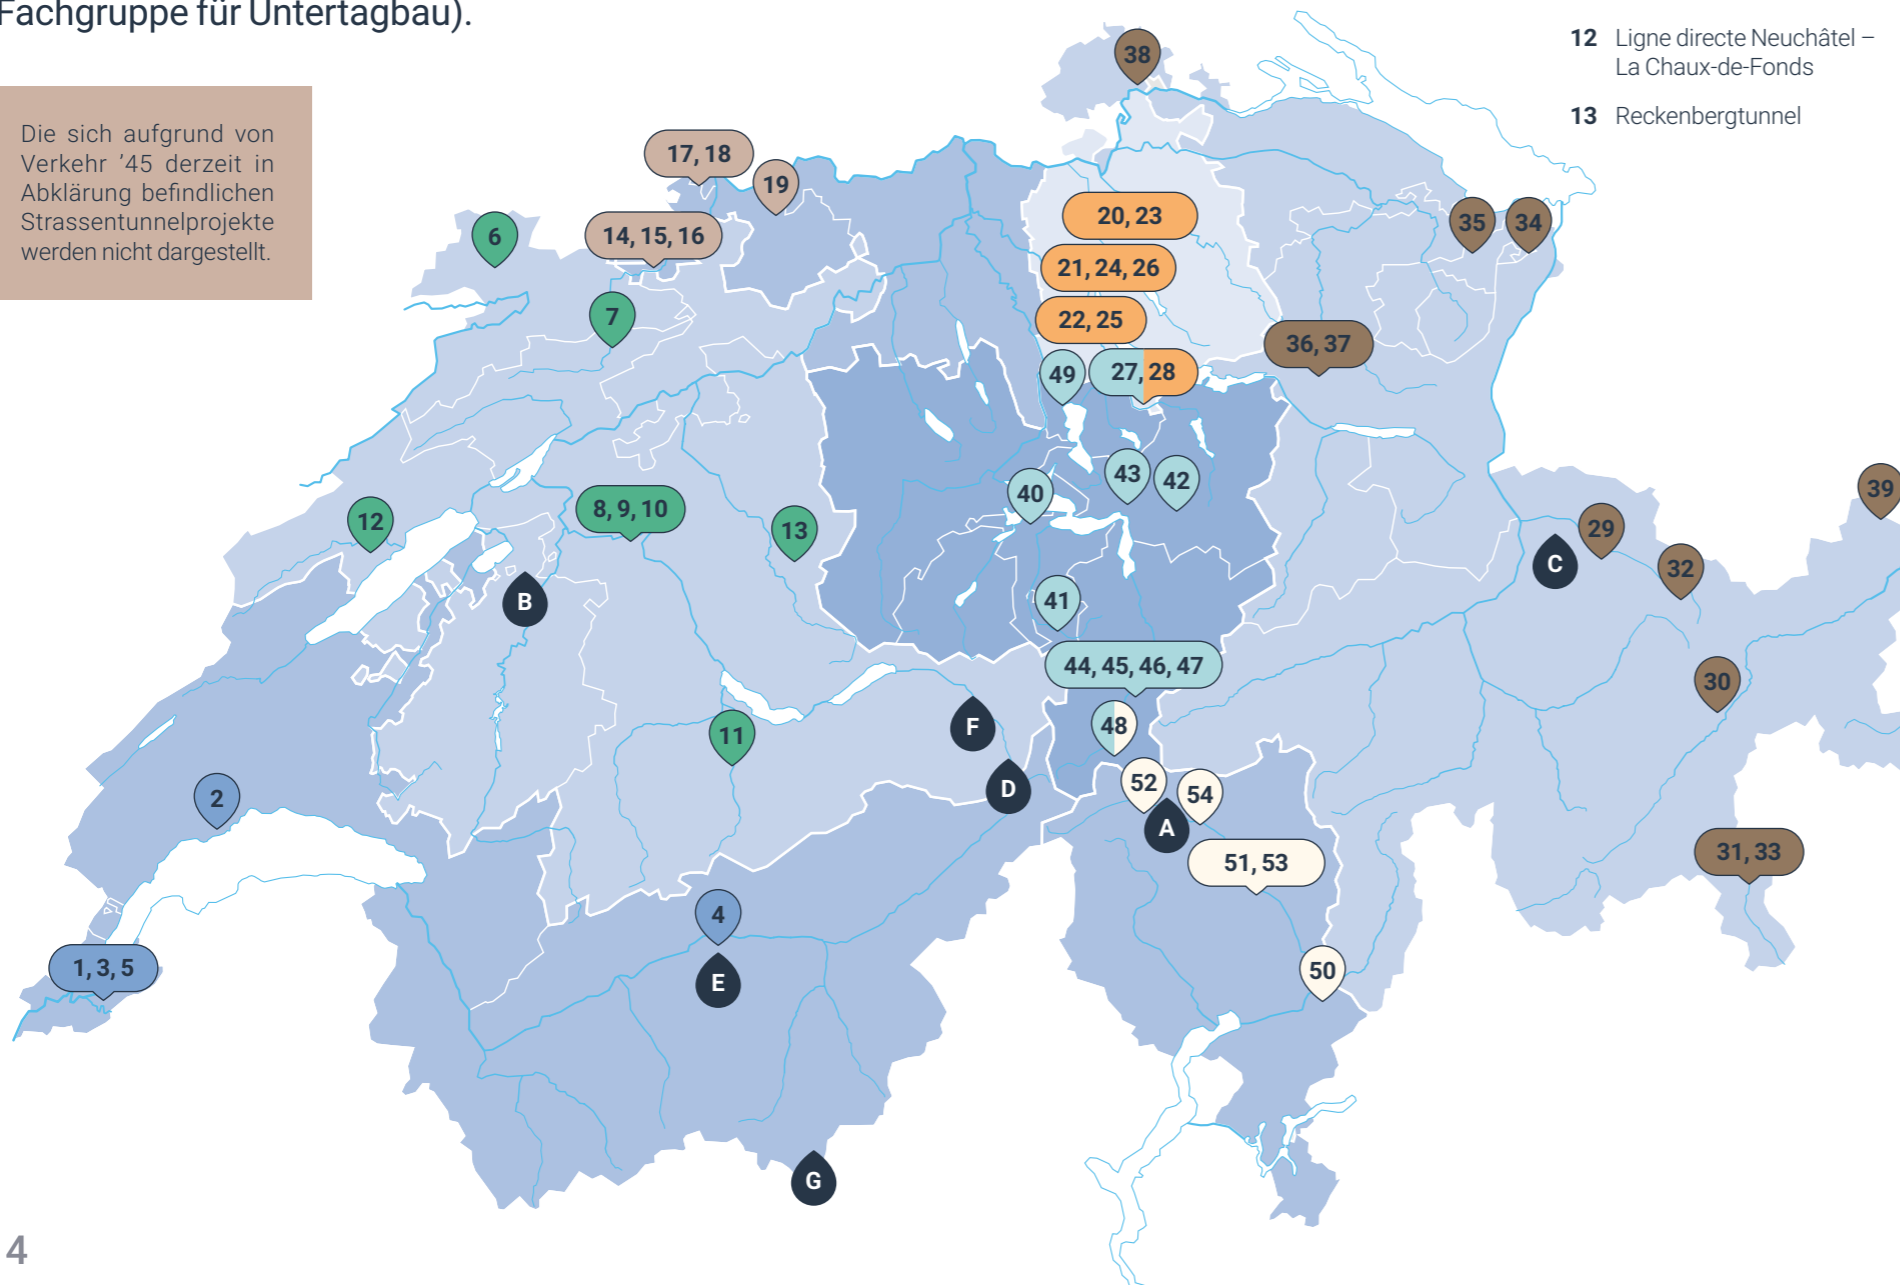 Fachgruppe für Untertagbau).
12 Ligne directe Neuchâtel –
La Chaux-de-Fonds
13 Reckenbergtunnel
Die sich aufgrund von
Verkehr ’45 derzeit in
Abklärung befindlichen
Strassentunnelprojekte
werden nicht dargestellt.
38
17, 18
19
6
14, 15, 16
20, 23
35
34
21, 24, 26
7
22, 25
36, 37
49
27, 28
43
42
40
39
8, 9, 10
12
13
29
C
32
B
41
44, 45, 46, 47
30
F
48
11
D
52
54
2
A
51, 53
31, 33
4
1, 3, 5
50
E
G
4